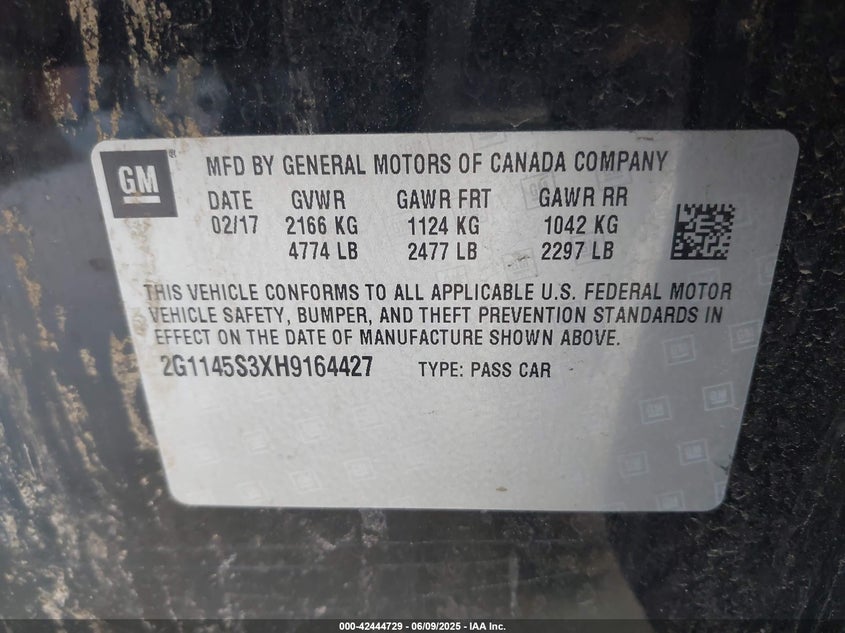 GM ® MFD BY GENERAL MOTORS OF CANADA COMPANY
DATE GVWR GAWR FRT GAWR RR
02/17 2166 KG 1124 KG 1042 KG
4774 LB 2477 LB 2297 LB
THIS VEHICLE CONFORMS TO ALL APPLICABLE U.S. FEDERAL MOTOR
VEHICLE SAFETY, BUMPER, AND THEFT PREVENTION STANDARDS IN
EFFECT ON THE DATE OF MANUFACTURE SHOWN ABOVE.
2G1145S3XH9164427 TYPE: PASS CAR
000-42444729 - 06/09/2025 - IAA Inc.